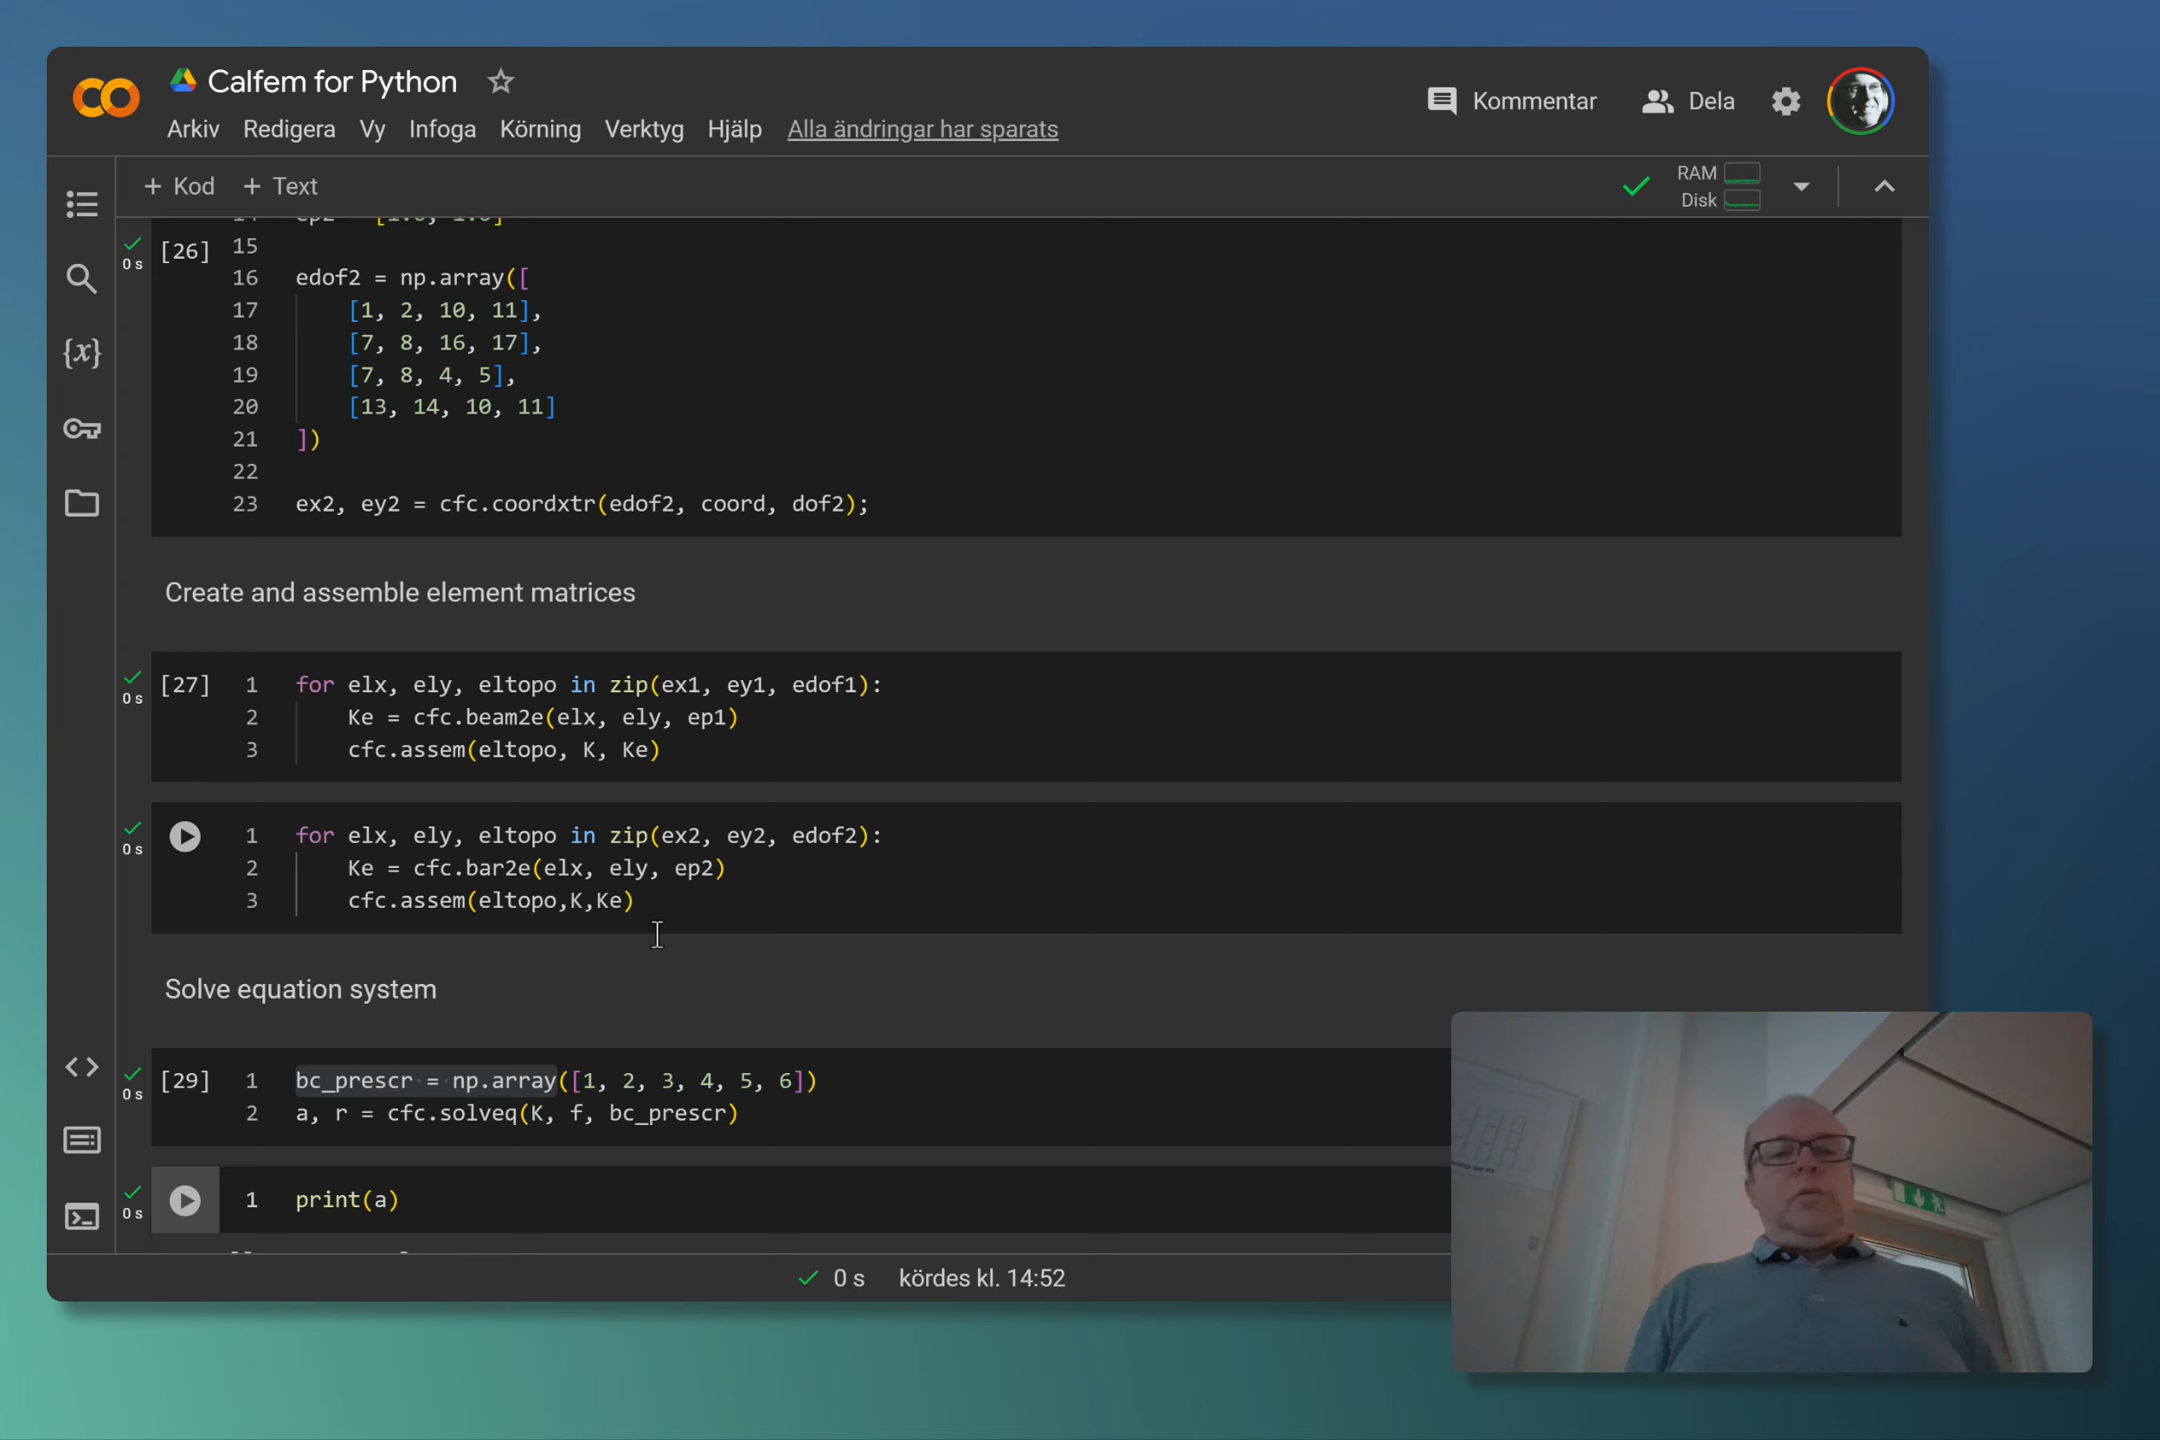 Calfem for Python
Kommentar
Dela
Arkiv Redigera Vy Infoga Körning Verktyg Hjälp Alla ändringar har sparats
+ Kod + Text
RAM
Disk
[26] 15
0 s
16 edof2 = np.array([
17 [1, 2, 10, 11],
18 [7, 8, 16, 17],
19 [7, 8, 4, 5],
20 [13, 14, 10, 11]
21 ])
22
23 ex2, ey2 = cfc.coordxtr(edof2, coord, dof2);
Create and assemble element matrices
[27] 1 for elx, ely, eltopo in zip(ex1, ey1, edof1):
0 s
2 Ke = cfc.beam2e(elx, ely, ep1)
3 cfc.assem(eltopo, K, Ke)
1 for elx, ely, eltopo in zip(ex2, ey2, edof2):
0 s
2 Ke = cfc.bar2e(elx, ely, ep2)
3 cfc.assem(eltopo,K,Ke)
Solve equation system
[29] 1 bc_prescr = np.array([1, 2, 3, 4, 5, 6])
0 s
2 a, r = cfc.solveq(K, f, bc_prescr)
1 print(a)
0 s
0 s kördes kl. 14:52